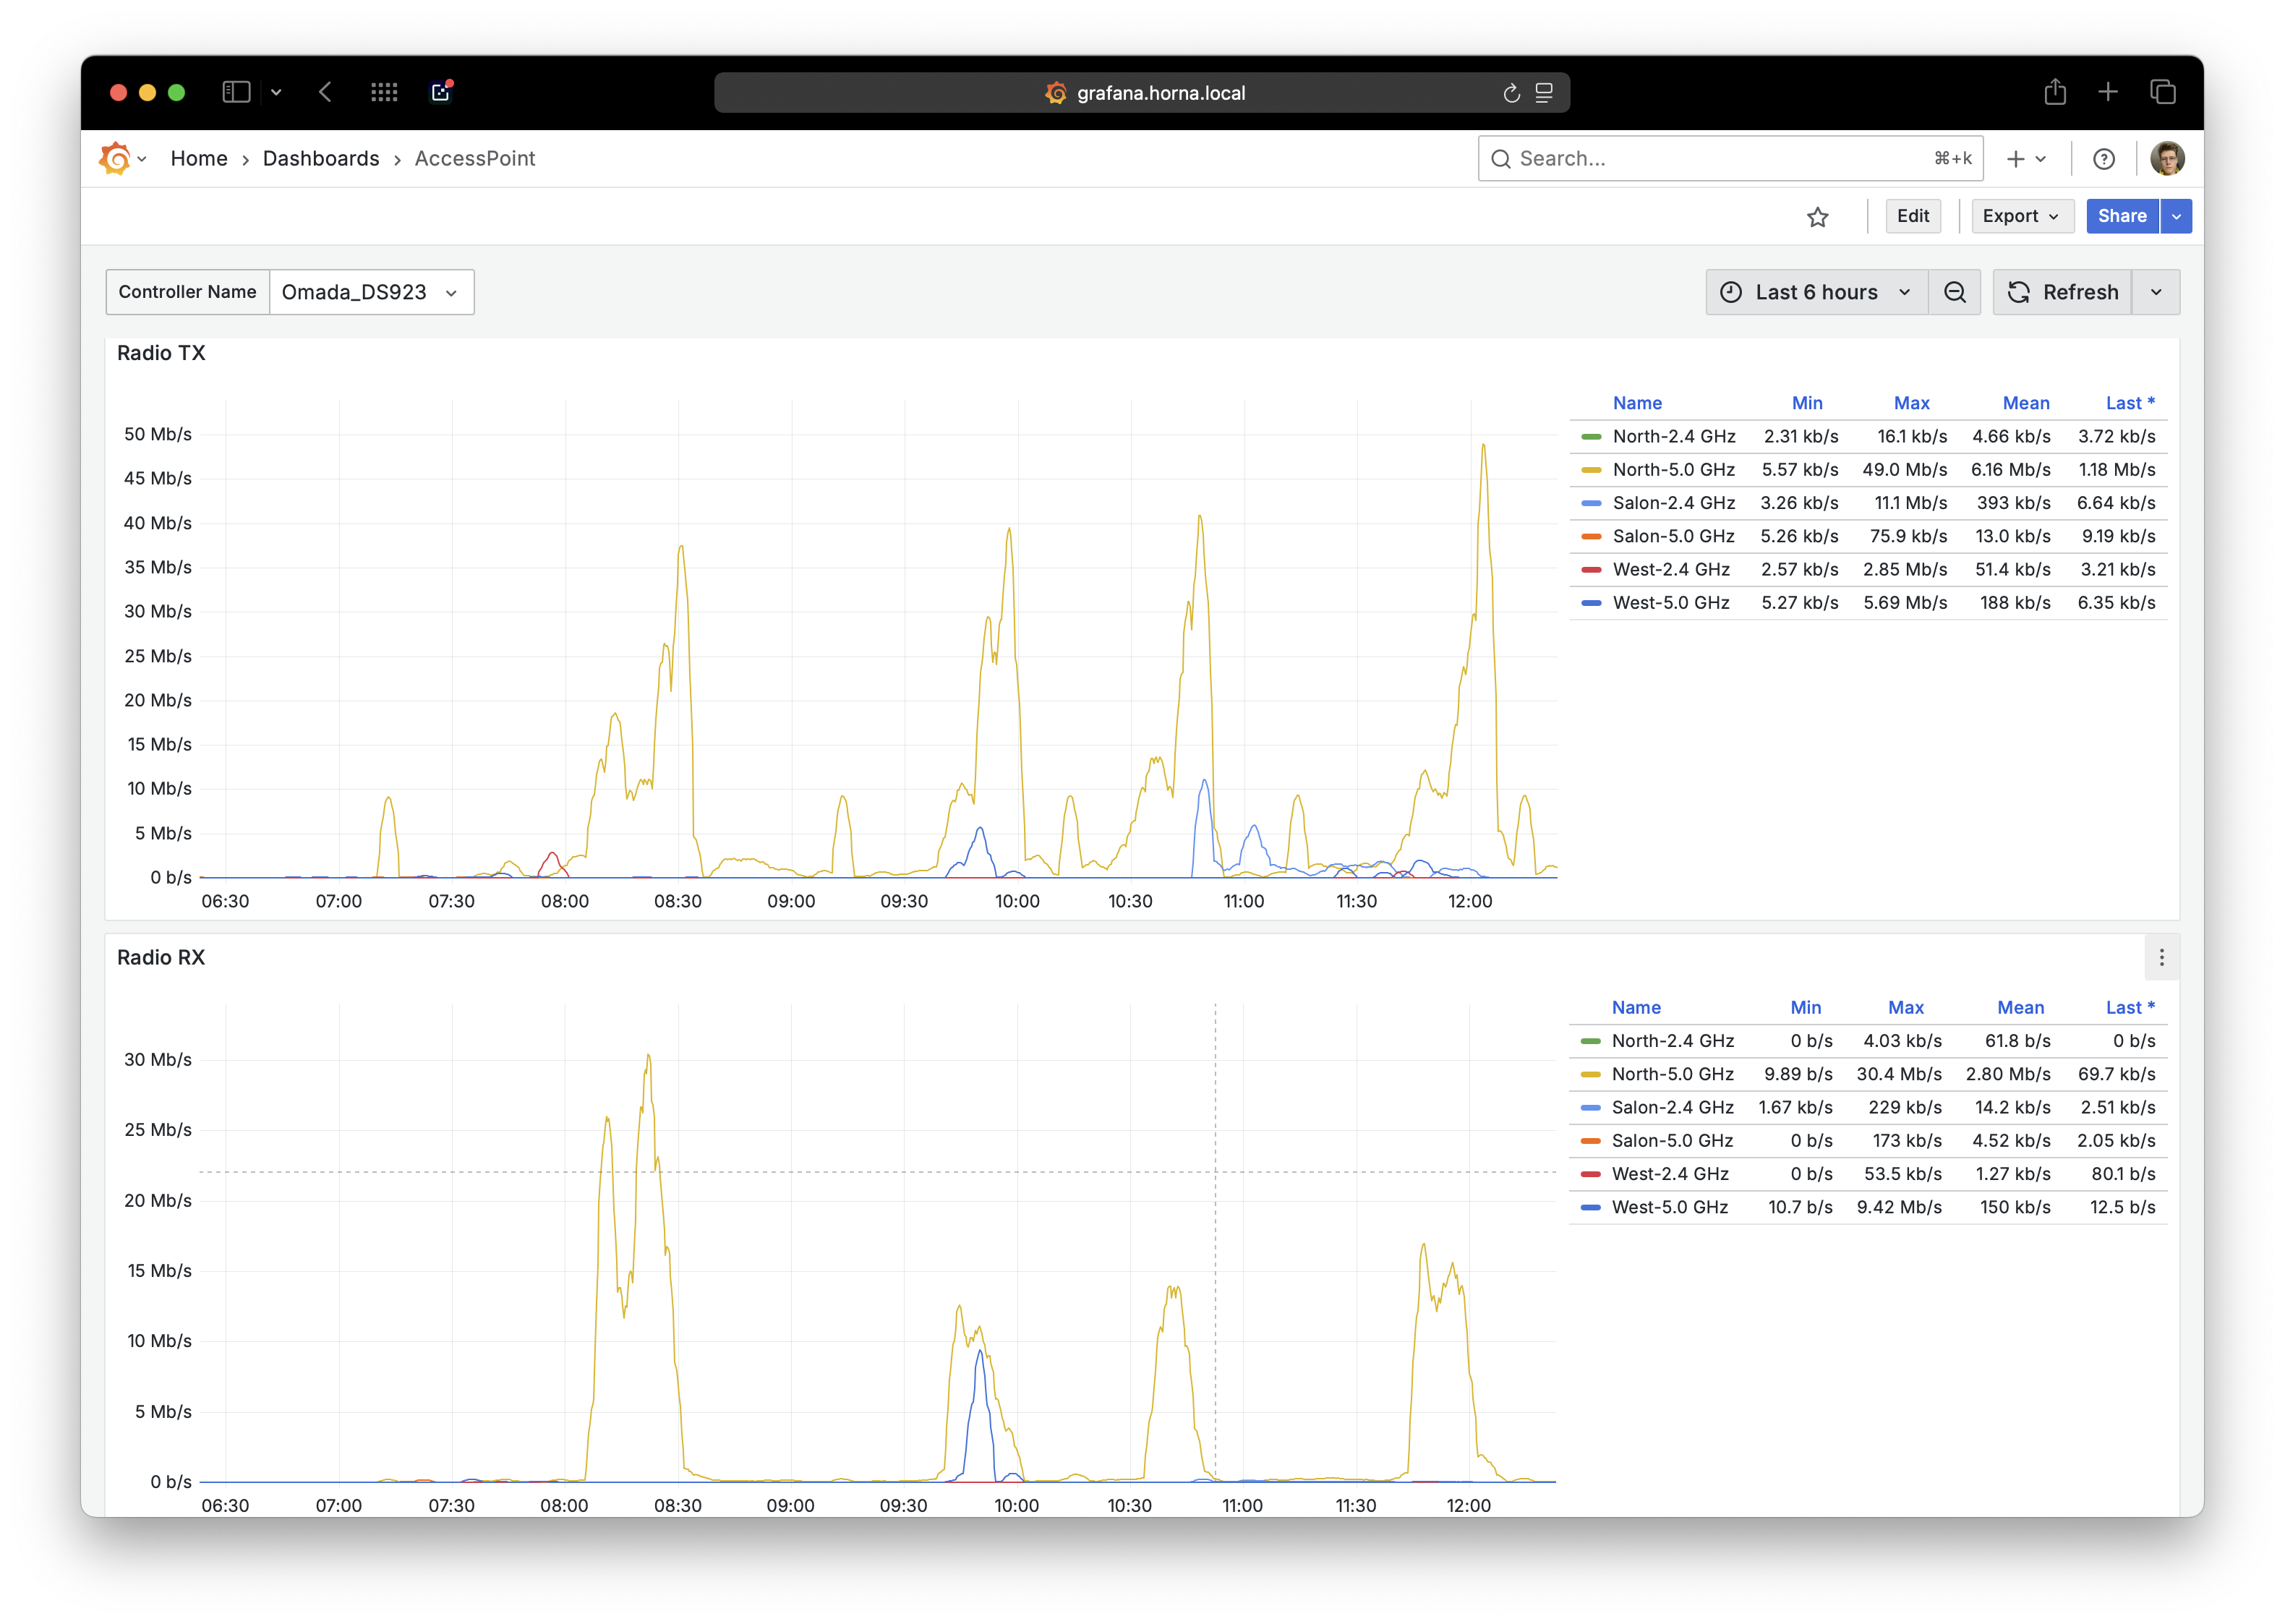 grafana.horna.local
Home › Dashboards › AccessPoint
Search... ⌘+k
Edit Export Share
Controller Name Omada_DS923 Last 6 hours Refresh
Radio TX
Name Min Max Mean Last *
North-2.4 GHz 2.31 kb/s 16.1 kb/s 4.66 kb/s 3.72 kb/s
North-5.0 GHz 5.57 kb/s 49.0 Mb/s 6.16 Mb/s 1.18 Mb/s
Salon-2.4 GHz 3.26 kb/s 11.1 Mb/s 393 kb/s 6.64 kb/s
Salon-5.0 GHz 5.26 kb/s 75.9 kb/s 13.0 kb/s 9.19 kb/s
West-2.4 GHz 2.57 kb/s 2.85 Mb/s 51.4 kb/s 3.21 kb/s
West-5.0 GHz 5.27 kb/s 5.69 Mb/s 188 kb/s 6.35 kb/s
50 Mb/s
45 Mb/s
40 Mb/s
35 Mb/s
30 Mb/s
25 Mb/s
20 Mb/s
15 Mb/s
10 Mb/s
5 Mb/s
0 b/s
06:30 07:00 07:30 08:00 08:30 09:00 09:30 10:00 10:30 11:00 11:30 12:00
Radio RX
Name Min Max Mean Last *
North-2.4 GHz 0 b/s 4.03 kb/s 61.8 b/s 0 b/s
North-5.0 GHz 9.89 b/s 30.4 Mb/s 2.80 Mb/s 69.7 kb/s
Salon-2.4 GHz 1.67 kb/s 229 kb/s 14.2 kb/s 2.51 kb/s
Salon-5.0 GHz 0 b/s 173 kb/s 4.52 kb/s 2.05 kb/s
West-2.4 GHz 0 b/s 53.5 kb/s 1.27 kb/s 80.1 b/s
West-5.0 GHz 10.7 b/s 9.42 Mb/s 150 kb/s 12.5 b/s
30 Mb/s
25 Mb/s
20 Mb/s
15 Mb/s
10 Mb/s
5 Mb/s
0 b/s
06:30 07:00 07:30 08:00 08:30 09:00 09:30 10:00 10:30 11:00 11:30 12:00